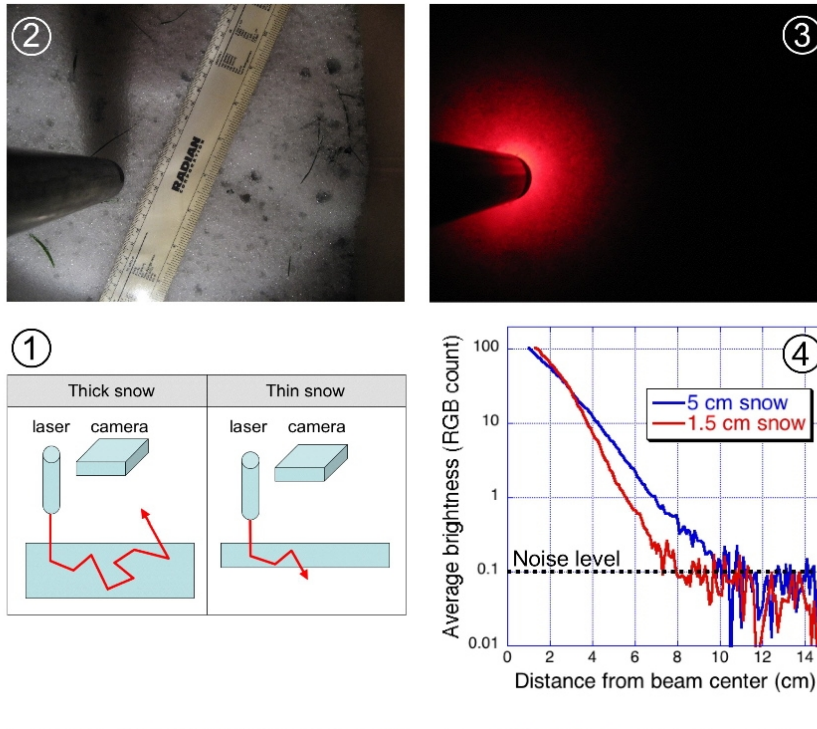 ②
RADIAN
③
①
Thick snow
Thin snow
laser camera
laser camera
④
Average brightness (RGB count)
100
10
1
0.1
0.01
5 cm snow
1.5 cm snow
Noise level
0 2 4 6 8 10 12 14
Distance from beam center (cm)